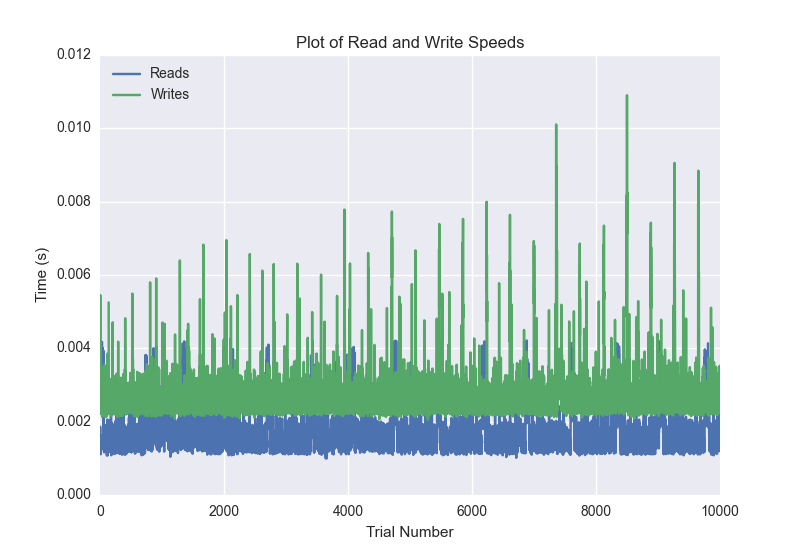 Plot of Read and Write Speeds
Reads
Writes
0.012
0.010
0.008
0.006
0.004
0.002
0.000
Time (s)
0 2000 4000 6000 8000 10000
Trial Number